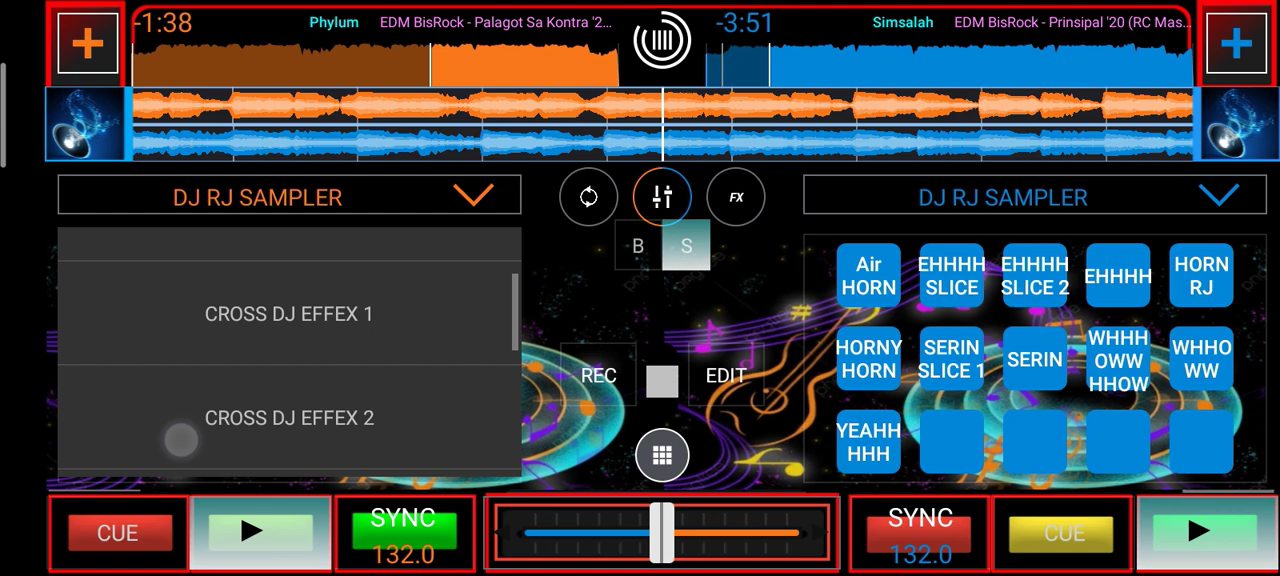 -1:38
Phylum
EDM BisRock - Palagot Sa Kontra '2...
-3:51
Simsalah
EDM BisRock - Prinsipal '20 (RC Mas...
DJ RJ SAMPLER
FX
DJ RJ SAMPLER
B
S
CROSS DJ EFFEX 1
CROSS DJ EFFEX 2
REC
EDIT
Air
HORN
EHHHH
SLICE
EHHHH
SLICE 2
EHHHH
HORN
RJ
HORNY
HORN
SERIN
SLICE 1
SERIN
WHHH
OWW
HHOW
WHHO
WW
YEAHH
HHH
CUE
SYNC
132.0
SYNC
132.0
CUE